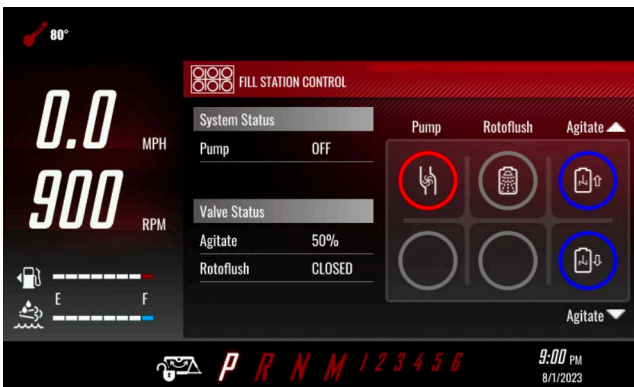 80°
FILL STATION CONTROL
0.0 MPH
900 RPM
E F
System Status
Pump OFF
Valve Status
Agitate 50%
Rotoflush CLOSED
Pump Rotoflush Agitate
Agitate
P R N M 1 2 3 4 5 6
9:00 PM
8/1/2023